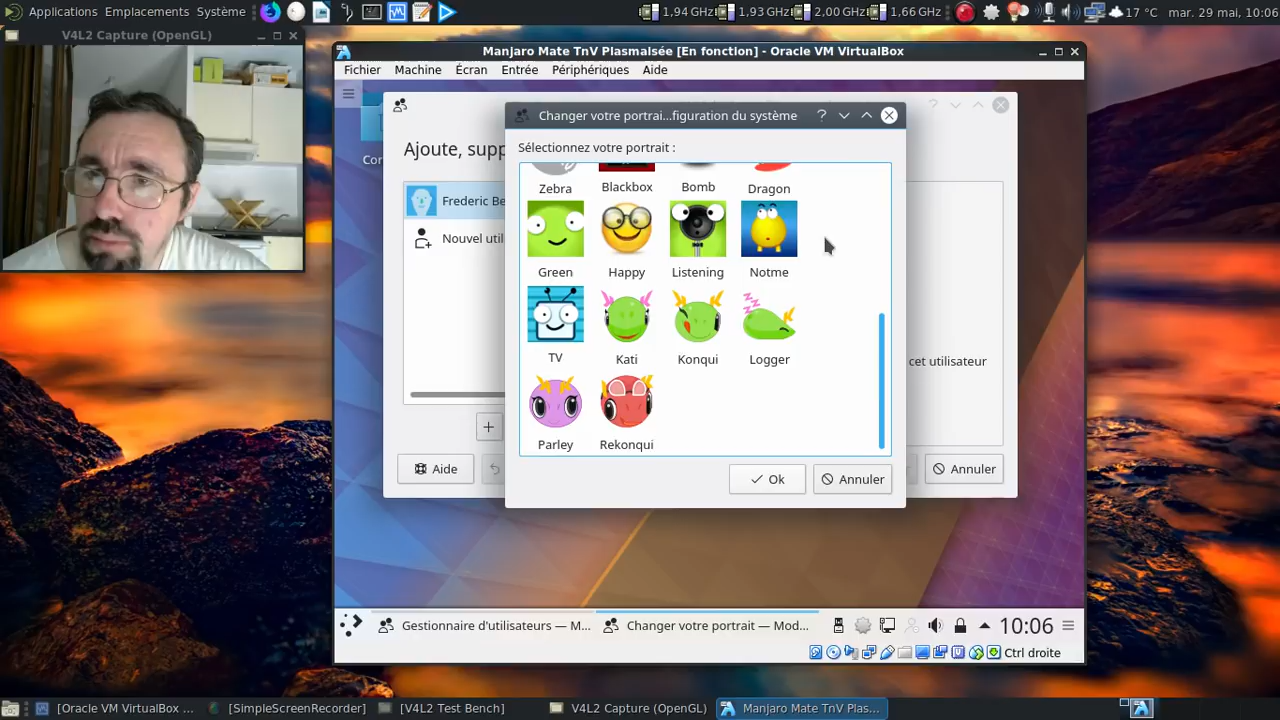 Applications Emplacements Système 1,94 GHz 1,93 GHz 2,00 GHz 1,66 GHz 17 °C mar. 29 mai, 10:06
V4L2 Capture (OpenGL)
Manjaro Mate TnV Plasmaïsée [En fonction] - Oracle VM VirtualBox
Fichier Machine Écran Entrée Périphériques Aide
Changer votre portrai...figuration du système
Ajoute, supp
Sélectionnez votre portrait :
Cor
Zebra Blackbox Bomb Dragon
Frederic Be
Nouvel util
Green Happy Listening Notme
TV Kati Konqui Logger
cet utilisateur
Parley Rekonqui
Aide Ok Annuler Annuler
Gestionnaire d'utilisateurs — M... Changer votre portrait — Mod... 10:06
Ctrl droite
[Oracle VM VirtualBox ... [SimpleScreenRecorder] [V4L2 Test Bench] V4L2 Capture (OpenGL) Manjaro Mate TnV Plas...